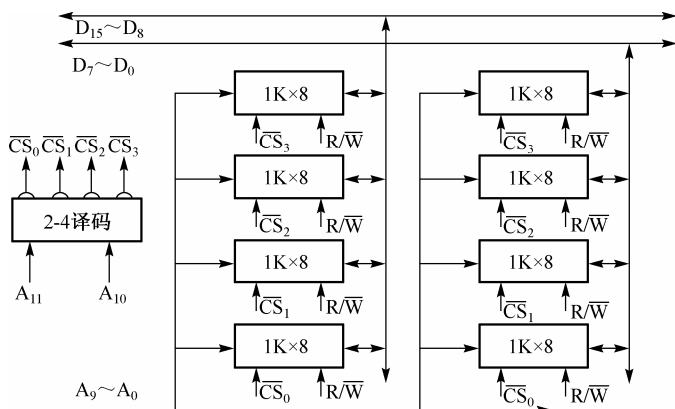 D₁₅～D₈
D₇～D₀
1K×8 1K×8
C̅S̅₃ R/W̅ C̅S̅₃ R/W̅
C̅S̅₀ C̅S̅₁ C̅S̅₂ C̅S̅₃
1K×8 1K×8
2-4译码
C̅S̅₂ R/W̅ C̅S̅₂ R/W̅
1K×8 1K×8
A₁₁ A₁₀
C̅S̅₁ R/W̅ C̅S̅₁ R/W̅
1K×8 1K×8
A₉～A₀
C̅S̅₀ R/W̅ C̅S̅₀ R/W̅